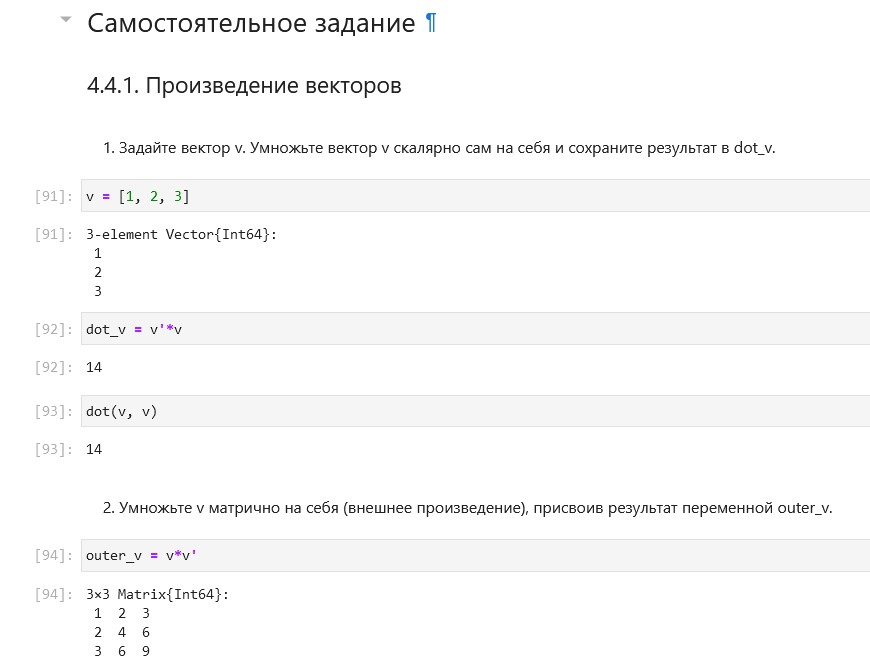 Самостоятельное задание ¶
4.4.1. Произведение векторов
1. Задайте вектор v. Умножьте вектор v скалярно сам на себя и сохраните результат в dot_v.
[91]: v = [1, 2, 3]
[91]: 3-element Vector{Int64}:
1
2
3
[92]: dot_v = v'*v
[92]: 14
[93]: dot(v, v)
[93]: 14
2. Умножьте v матрично на себя (внешнее произведение), присвоив результат переменной outer_v.
[94]: outer_v = v*v'
[94]: 3×3 Matrix{Int64}:
1 2 3
2 4 6
3 6 9